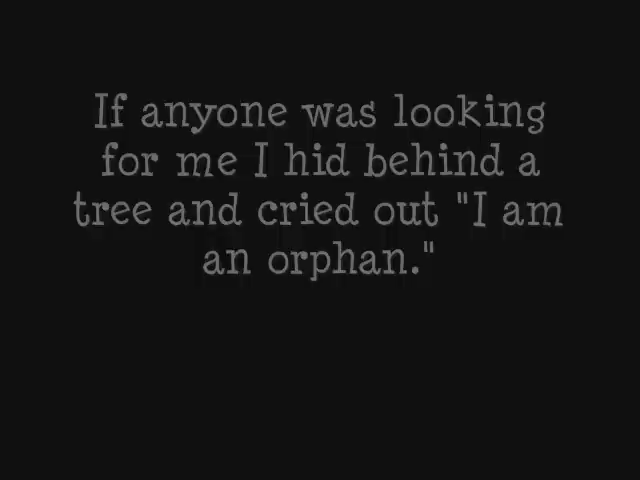 If anyone was looking
for me I hid behind a
tree and cried out "I am
an orphan."